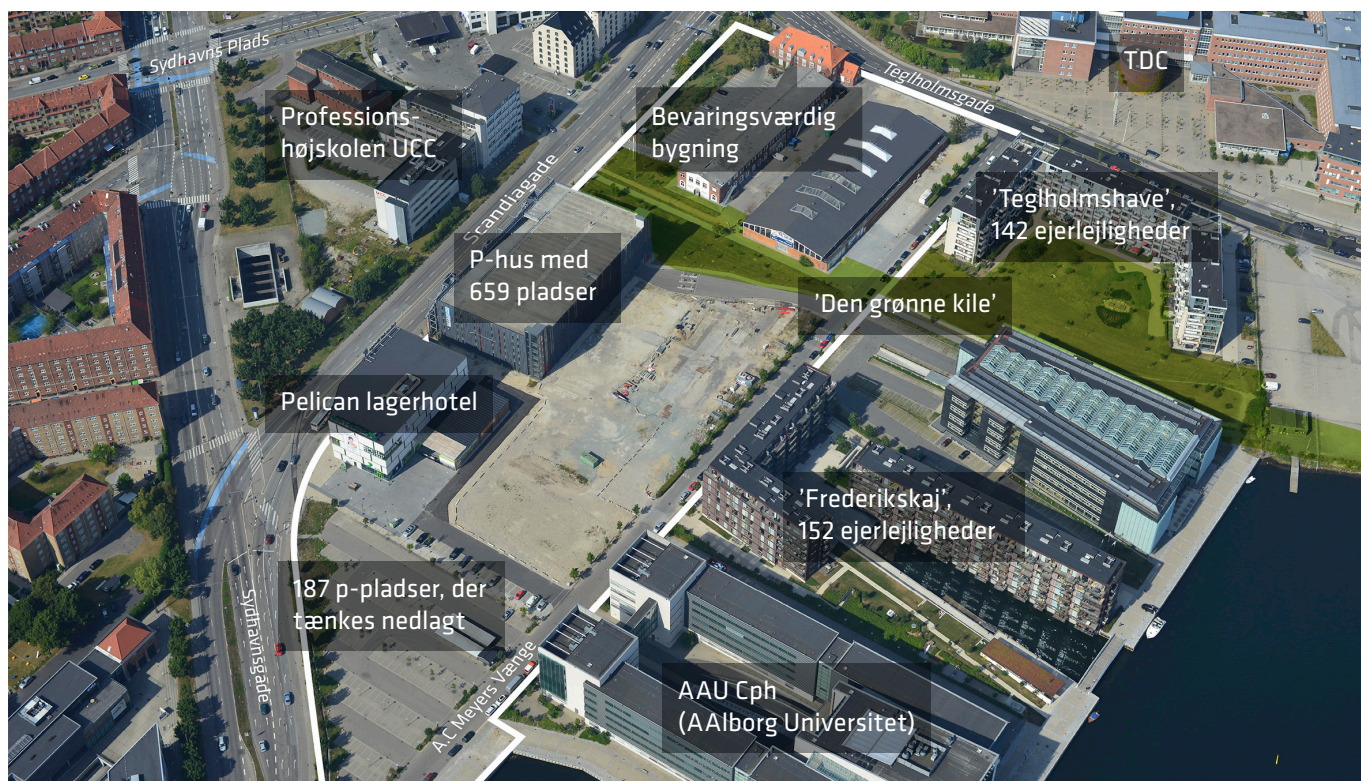 Sydhavns Plads
TDC
Teglholmsgade
Professions-
højskolen UCC
Bevaringsværdig
bygning
Scandiagade
'Teglholmshave',
142 ejerlejligheder
P-hus med
659 pladser
'Den grønne kile'
Pelican lagerhotel
'Frederikskaj',
152 ejerlejligheder
187 p-pladser, der
tænkes nedlagt
Sydhavnsgade
A.C Meyers Vænge
AAU Cph
(AAlborg Universitet)